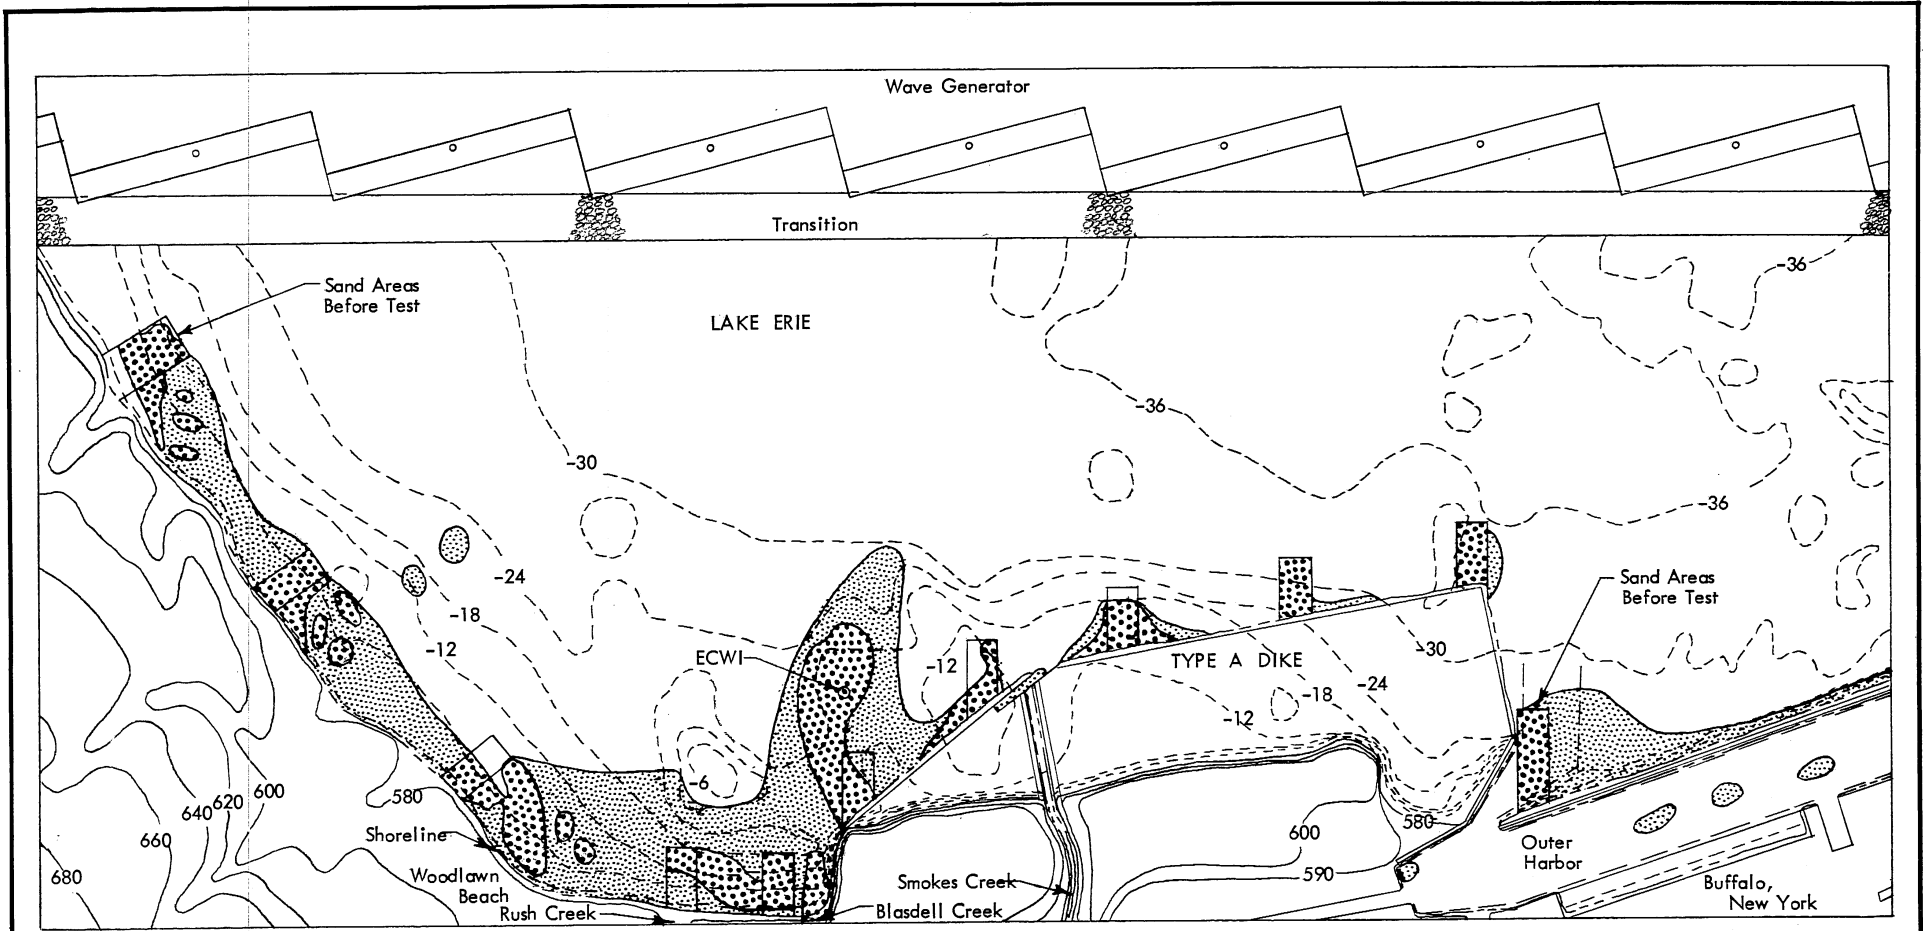 Wave Generator
Transition
-36
Sand Areas
Before Test
LAKE ERIE
-36
-30
-36
-24
Sand Areas
Before Test
-18
-12
-30
ECWI
-12
TYPE A DIKE
-24
-18
-12
-6
600
620
640
580
660
580
600
Shoreline
Outer
Harbor
680
Woodlawn
Beach
590
Smokes Creek
Buffalo,
New York
Rush Creek
Blasdell Creek